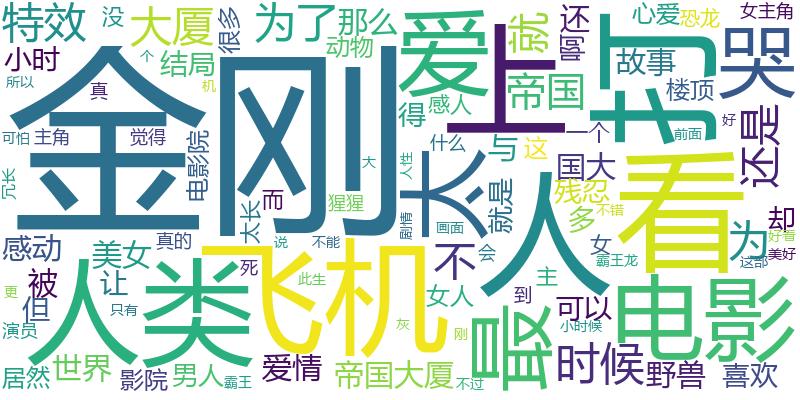 特效
没
大厦
很多
为了
那么
动物
爱
上
就
还
啊
心爱
恐龙
女主角
打
哭
小时
个
结局
所以
机
真
金刚
感人
得
帝国
故事
楼顶
可怕
主角
觉得
电影院
大
人性
太
什么
与
这
一个
前面
好
还是
冗长
太长
而
猩猩
剧情
画面
就是
人
国大
残忍
多
不错
看
却
为
好看
美好
感动
美女
真的
说
不能
不
会
女
霸王龙
这部
被
让
飞机
死
此生
主
到
女人
可以
电影
更
但
人类
只有
灰
刚
最
小时候
演员
居然
世界
影院
男人
霸王
爱情
帝国大厦
不过
时候
野兽
喜欢